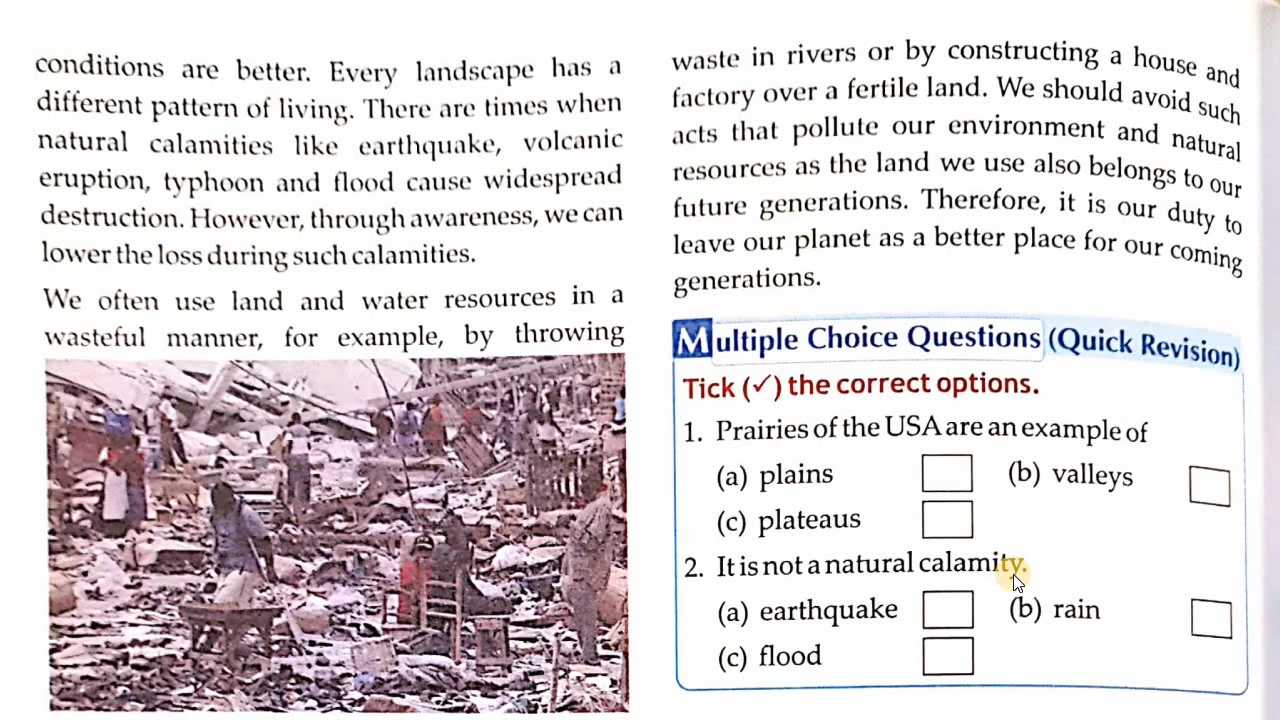 conditions are better. Every landscape has a
different pattern of living. There are times when
natural calamities like earthquake, volcanic
eruption, typhoon and flood cause widespread
destruction. However, through awareness, we can
lower the loss during such calamities.
We often use land and water resources in a
wasteful manner, for example, by throwing
waste in rivers or by constructing a house and
factory over a fertile land. We should avoid such
acts that pollute our environment and natural
resources as the land we use also belongs to our
future generations. Therefore, it is our duty to
leave our planet as a better place for our coming
generations.
Multiple Choice Questions (Quick Revision)
Tick (✓) the correct options.
1. Prairies of the USA are an example of
(a) plains (b) valleys
(c) plateaus
2. It is not a natural calamity.
(a) earthquake (b) rain
(c) flood